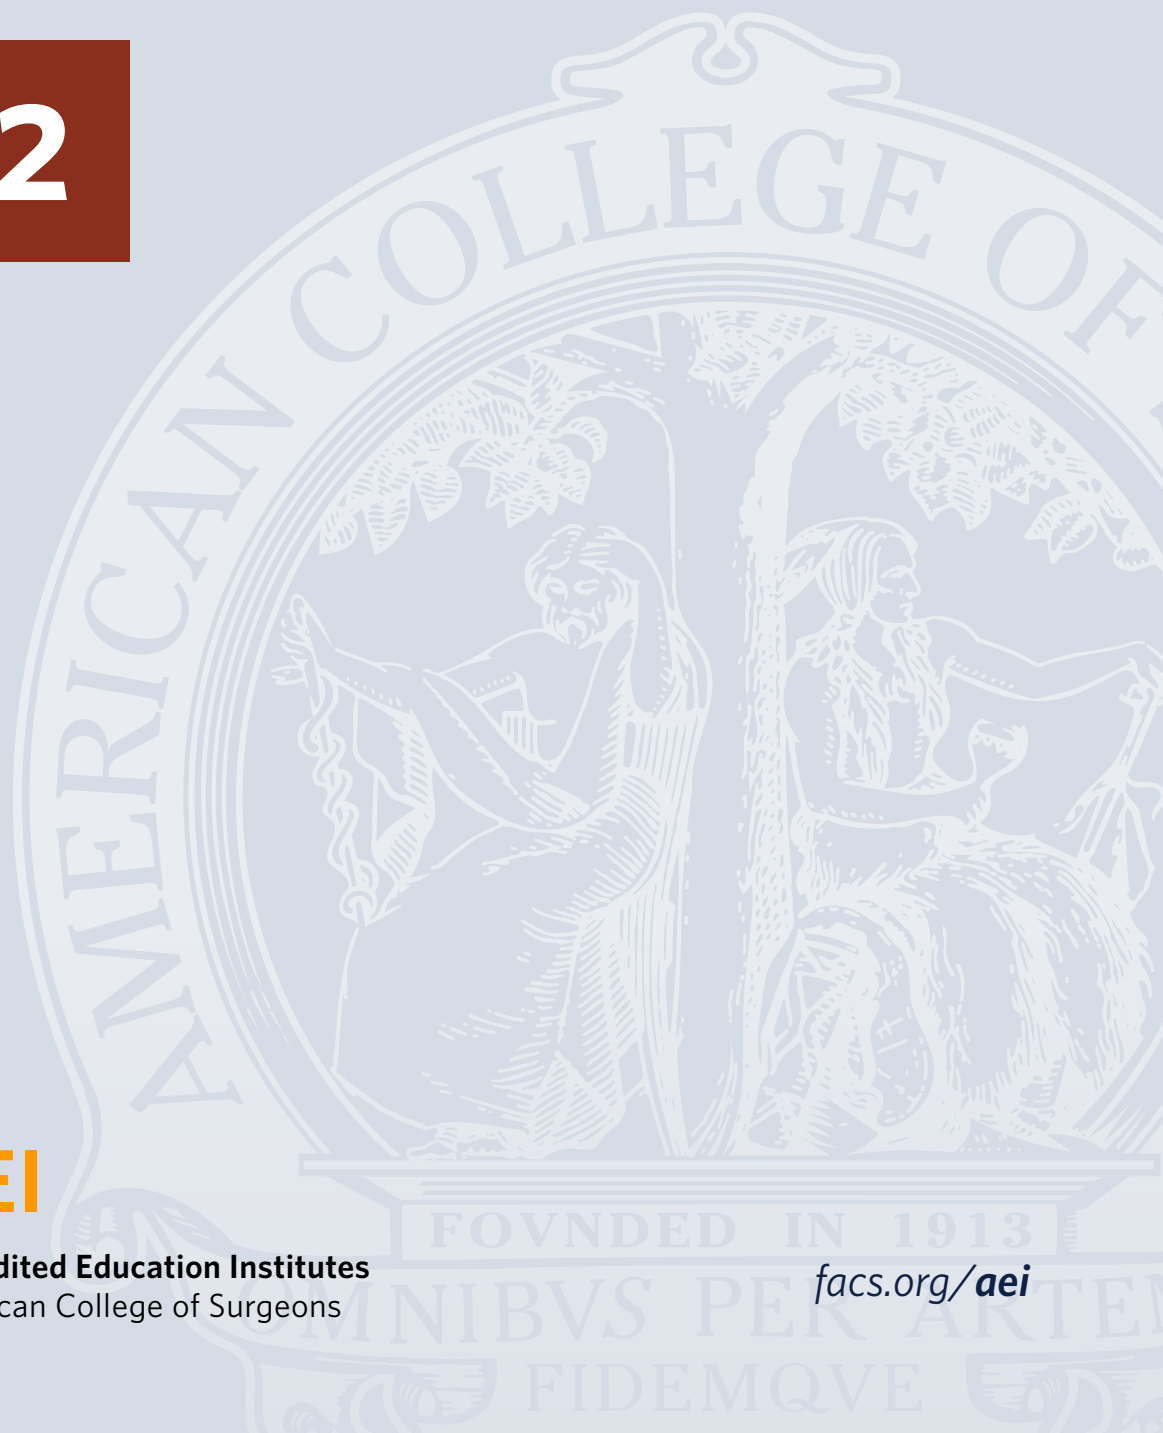 2
AMERICAN COLLEGE OF
FOVNDED IN 1913
EI
dited Education Institutes
can College of Surgeons
facs.org/aei
OMNIBVS PER ARTEM
FIDEMQVE